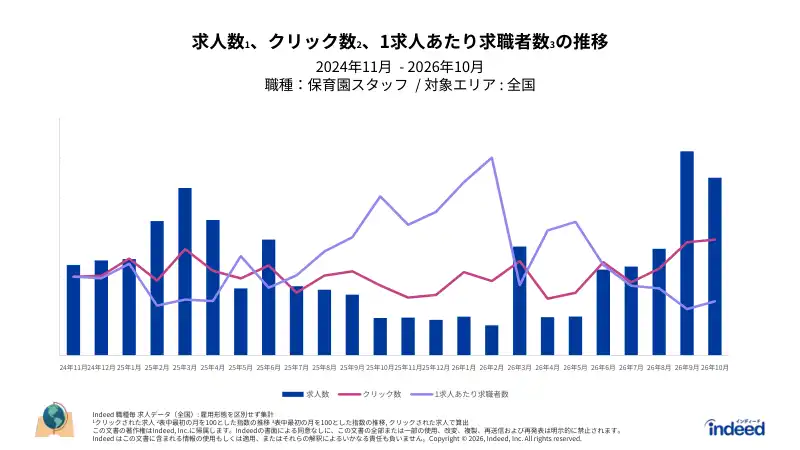 求人数1、クリック数2、1求人あたり求職者数3の推移
2024年11月 - 2026年10月
職種：保育園スタッフ / 対象エリア : 全国
24年11月 24年12月 25年1月 25年2月 25年3月 25年4月 25年5月 25年6月 25年7月 25年8月 25年9月 25年10月 25年11月 25年12月 26年1月 26年2月 26年3月 26年4月 26年5月 26年6月 26年7月 26年8月 26年9月 26年10月
求人数 クリック数 1求人あたり求職者数
Indeed 職種毎 求人データ（全国）: 雇用形態を区別せず集計
¹クリックされた求人 ²表中最初の月を100とした指数の推移 ³表中最初の月を100とした指数の推移, クリックされた求人で算出
この文書の著作権はIndeed, Inc.に帰属します。Indeedの書面による同意なしに、この文書の全部または一部の使用、改変、複製、再送信および再発表は明示的に禁止されます。
Indeed はこの文書に含まれる情報の使用もしくは適用、またはそれらの解釈によるいかなる責任も負いません。Copyright © 2026, Indeed, Inc. All rights reserved.
インディード
indeed